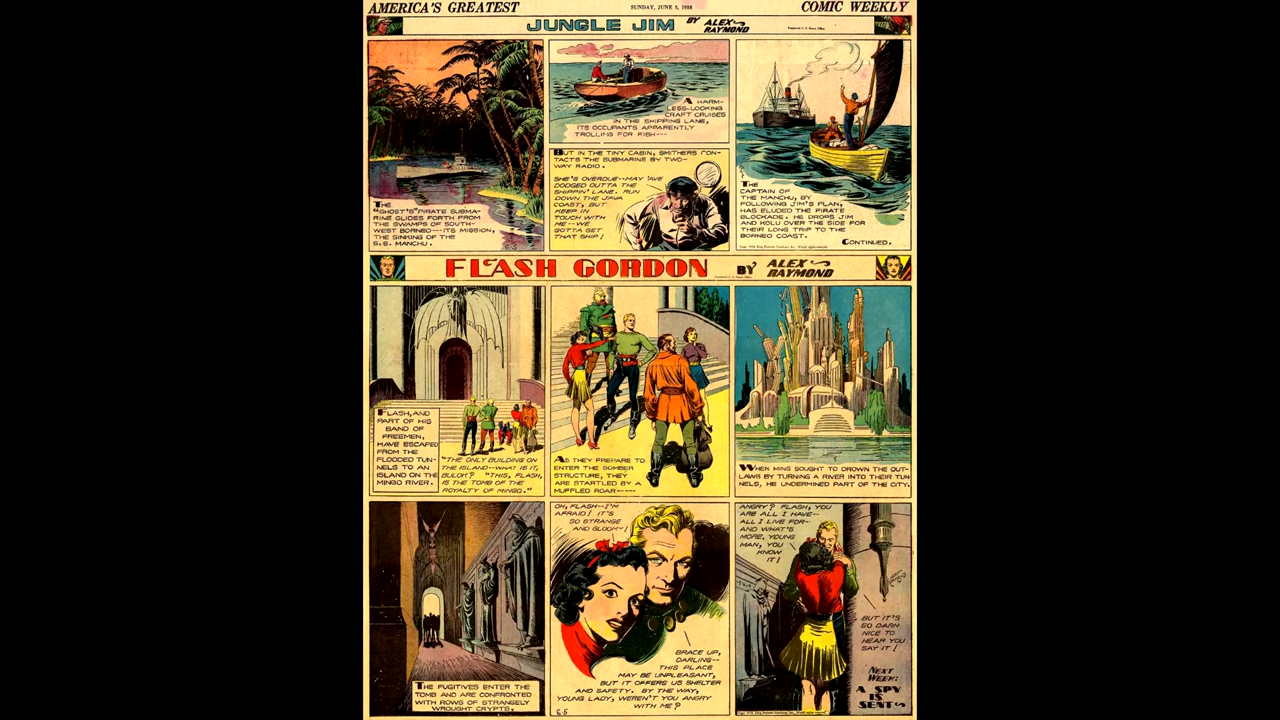 AMERICA'S GREATEST
SUNDAY, JUNE 5, 1938
COMIC WEEKLY
JUNGLE JIM BY ALEX RAYMOND
THE
"GHOST'S" PIRATE SUBMA-
RINE GLIDES FORTH FROM
THE SWAMPS OF SOUTH-
WEST BORNEO---ITS MISSION,
THE SINKING OF THE
S.S. MANCHU.
A HARM-
LESS-LOOKING
CRAFT CRUISES
IN THE SHIPPING LANE,
ITS OCCUPANTS APPARENTLY
TROLLING FOR FISH---
BUT IN THE TINY CABIN, SMITHERS CON-
TACTS THE SUBMARINE BY TWO-
WAY RADIO.
SHE'S OVERDUE--MAY 'AVE
DODGED OUTTA THE
SHIPPIN' LANE. RUN
DOWN THE JAVA
COAST, BUT
KEEP IN
TOUCH WITH
ME--WE
GOTTA GET
THAT SHIP!
THE
CAPTAIN OF
THE MANCHU, BY
FOLLOWING JIM'S PLAN,
HAS ELUDED THE PIRATE
BLOCKADE. HE DROPS JIM
AND KOLU OVER THE SIDE FOR
THEIR LONG TRIP TO THE
BORNEO COAST.
CONTINUED.
FLASH GORDON BY ALEX RAYMOND
FLASH, AND
PART OF HIS
BAND OF
FREEMEN,
HAVE ESCAPED
FROM THE
FLOODED TUN-
NELS TO AN
ISLAND ON THE
MINGO RIVER.
"THE ONLY BUILDING ON
THE ISLAND--WHAT IS IT,
BULOK?" "THIS, FLASH,
IS THE TOMB OF THE
ROYALTY OF MINGO."
AS THEY PREPARE TO
ENTER THE SOMBER
STRUCTURE, THEY
ARE STARTLED BY A
MUFFLED ROAR----
WHEN MING SOUGHT TO DROWN THE OUT-
LAWS BY TURNING A RIVER INTO THEIR TUN
NELS, HE UNDERMINED PART OF THE CITY.
THE FUGITIVES ENTER THE
TOMB AND ARE CONFRONTED
WITH ROWS OF STRANGELY
WROUGHT CRYPTS.
OH, FLASH--I'M
AFRAID! IT'S
SO STRANGE
AND GLOOMY!
BRACE UP,
DARLING--
THIS PLACE
MAY BE UNPLEASANT,
BUT IT OFFERS US SHELTER
AND SAFETY. BY THE WAY,
YOUNG LADY, WEREN'T YOU ANGRY
WITH ME?
6-5
ANGRY? FLASH, YOU
ARE ALL I HAVE--
ALL I LIVE FOR--
AND WHAT'S
MORE, YOUNG
MAN, YOU
KNOW
IT!
BUT IT'S
SO DARN
NICE TO
HEAR YOU
SAY IT!
NEXT
WEEK:
A SPY
IS
SENT